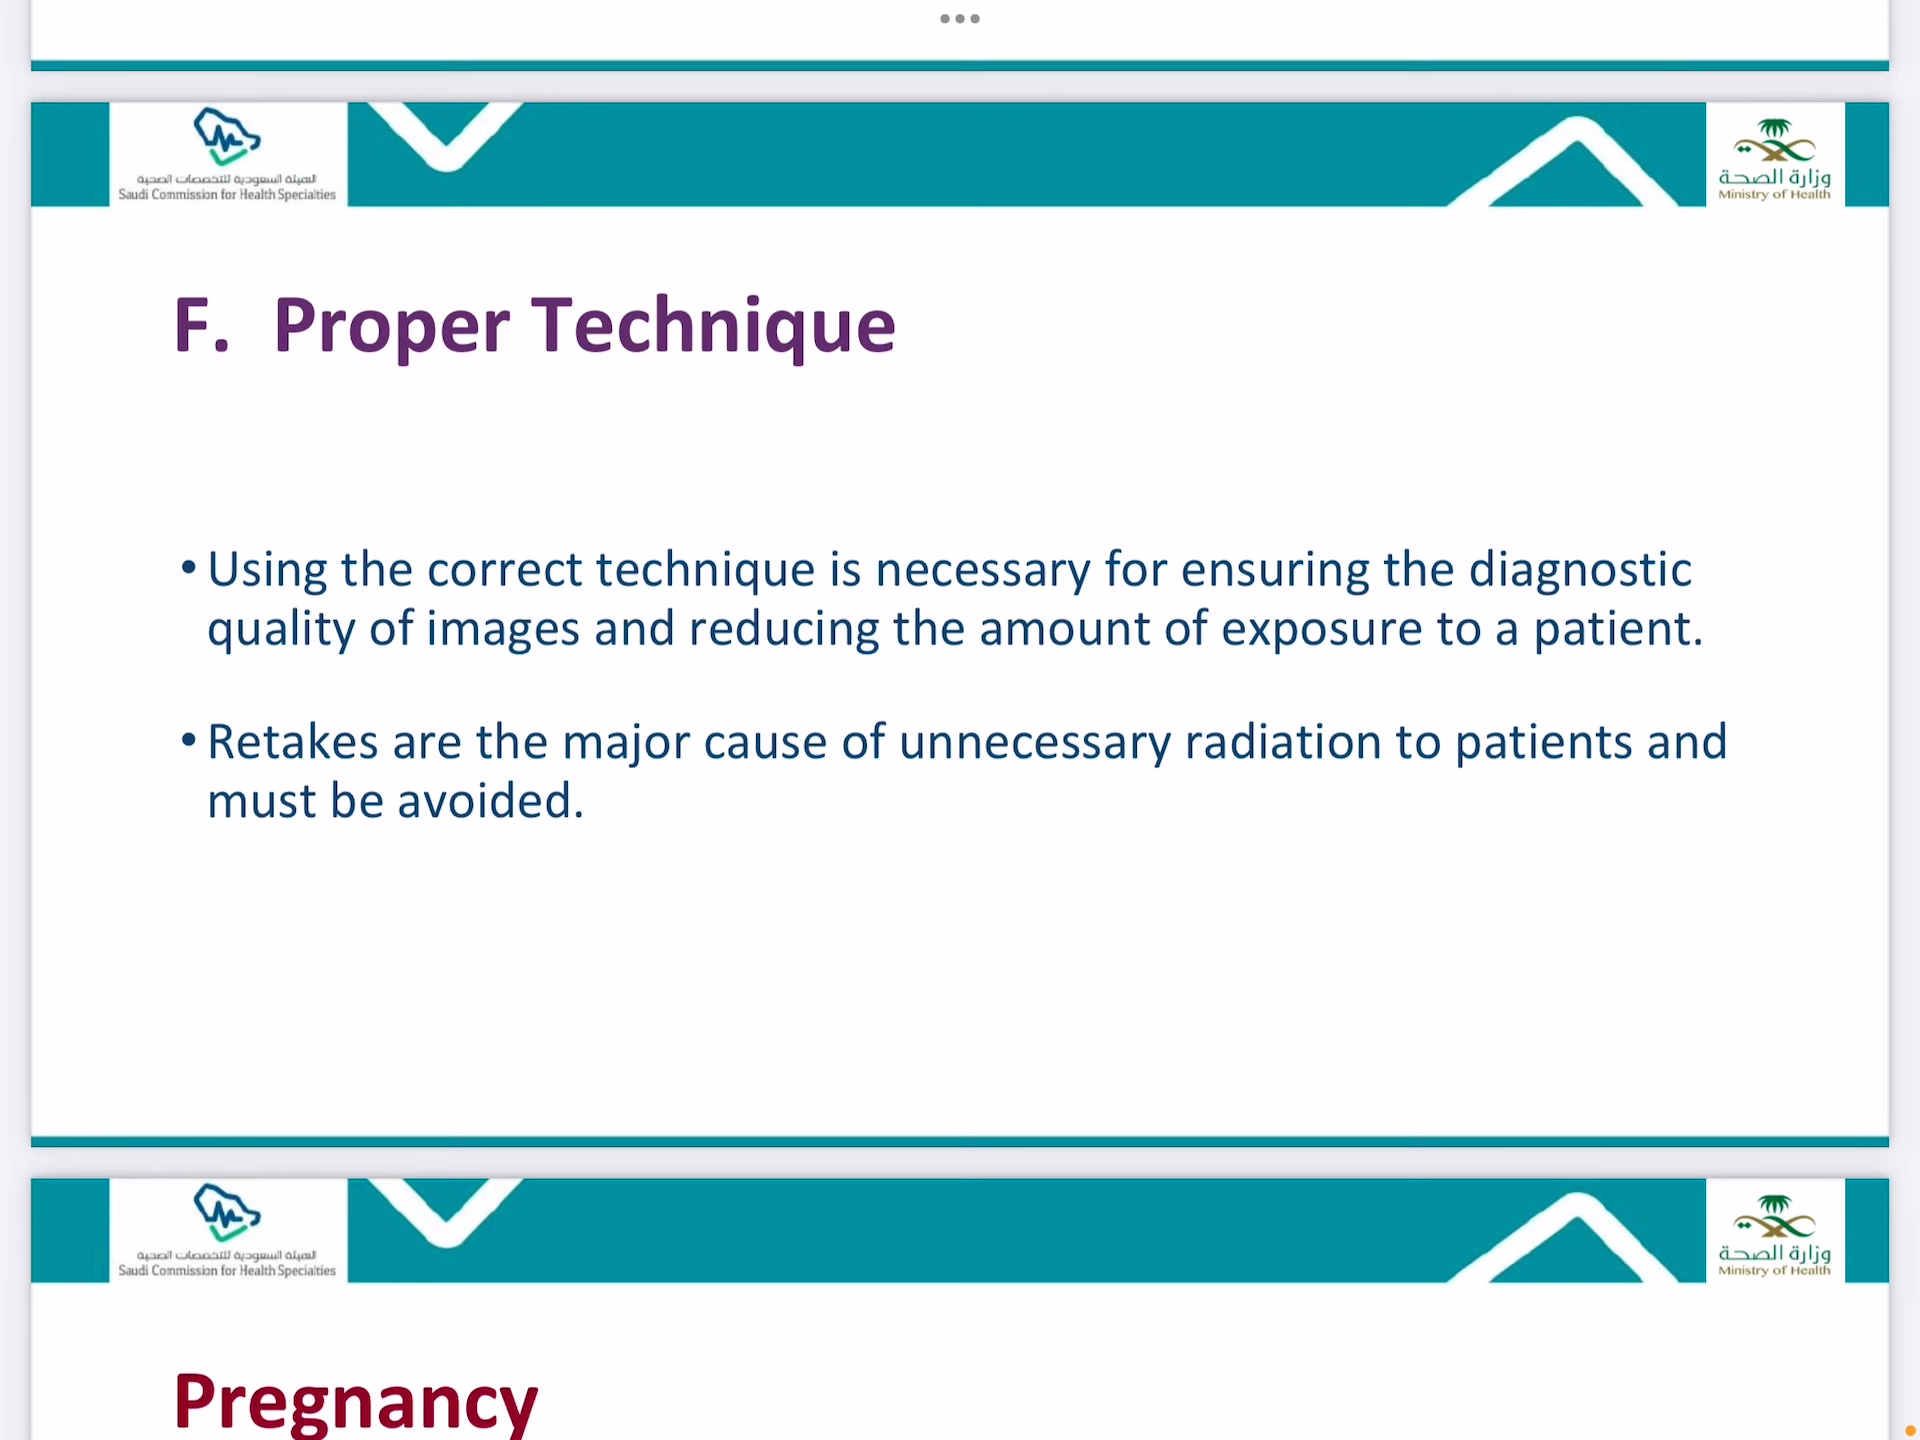 الهيئة السعودية للتخصصات الصحية
Saudi Commission for Health Specialties
وزارة الصحة
Ministry of Health
F. Proper Technique
• Using the correct technique is necessary for ensuring the diagnostic
quality of images and reducing the amount of exposure to a patient.
• Retakes are the major cause of unnecessary radiation to patients and
must be avoided.
الهيئة السعودية للتخصصات الصحية
Saudi Commission for Health Specialties
وزارة الصحة
Ministry of Health
Pregnancy